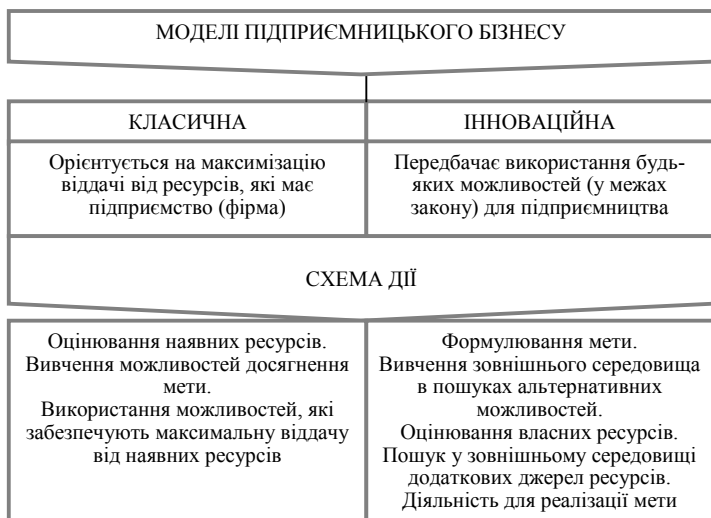 МОДЕЛІ ПІДПРИЄМНИЦЬКОГО БІЗНЕСУ
КЛАСИЧНА
ІННОВАЦІЙНА
Орієнтується на максимізацію
віддачі від ресурсів, які має
підприємство (фірма)
Передбачає використання будь-
яких можливостей (у межах
закону) для підприємництва
СХЕМА ДІЇ
Оцінювання наявних ресурсів.
Вивчення можливостей досягнення
мети.
Використання можливостей, які
забезпечують максимальну віддачу
від наявних ресурсів
Формулювання мети.
Вивчення зовнішнього середовища
в пошуках альтернативних
можливостей.
Оцінювання власних ресурсів.
Пошук у зовнішньому середовищі
додаткових джерел ресурсів.
Діяльність для реалізації мети